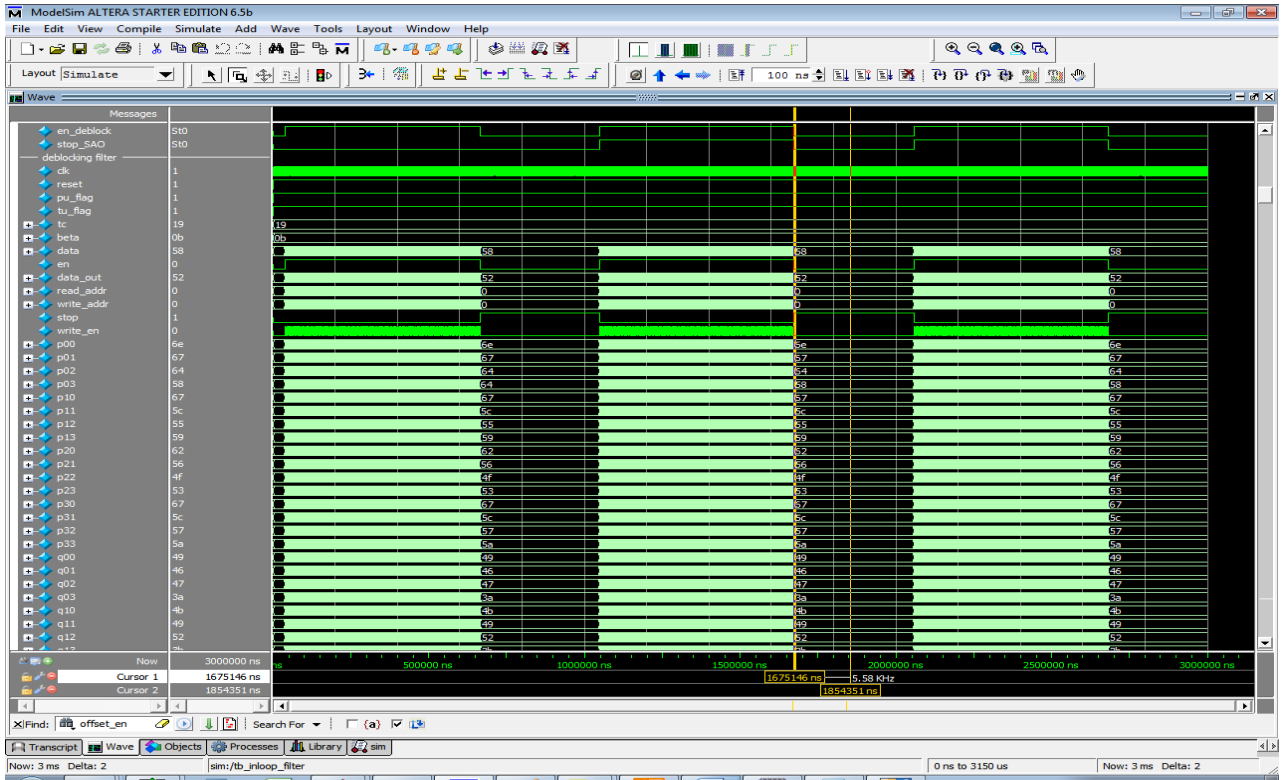 ModelSim ALTERA STARTER EDITION 6.5b
File Edit View Compile Simulate Add Wave Tools Layout Window Help
Layout Simulate 100 ns
Wave
Messages
en_deblock St0
stop_SAO St0
deblocking filter
clk 1
reset 1
pu_flag 1
tu_flag 1
tc 19 19
beta 0b 0b
data 58 58 58 58
en 0
data_out 52 52 52 52
read_addr 0 0 0 0
write_addr 0 0 0 0
stop 1
write_en 0
p00 6e 6e 6e 6e
p01 67 67 67 67
p02 64 64 64 64
p03 58 64 58 58
p10 67 67 67 67
p11 5c 5c 5c 5c
p12 55 55 55 55
p13 59 59 59 59
p20 62 62 62 62
p21 56 56 56 56
p22 4f 4f 4f 4f
p23 53 53 53 53
p30 67 67 67 67
p31 5c 5c 5c 5c
p32 57 57 57 57
p33 5a 5a 5a 5a
q00 49 49 49 49
q01 46 46 46 46
q02 47 47 47 47
q03 3a 3a 3a 3a
q10 4b 4b 4b 4b
q11 49 49 49 49
q12 52 52 52 52
Now 3000000 ns ns 500000 ns 1000000 ns 1500000 ns 2000000 ns 2500000 ns 3000000 ns
Cursor 1 1675146 ns 1675146 ns 5.58 KHz
Cursor 2 1854351 ns 1854351 ns
Find: offset_en Search For {a}
Transcript Wave Objects Processes Library sim
Now: 3 ms Delta: 2 sim:/tb_inloop_filter 0 ns to 3150 us Now: 3 ms Delta: 2